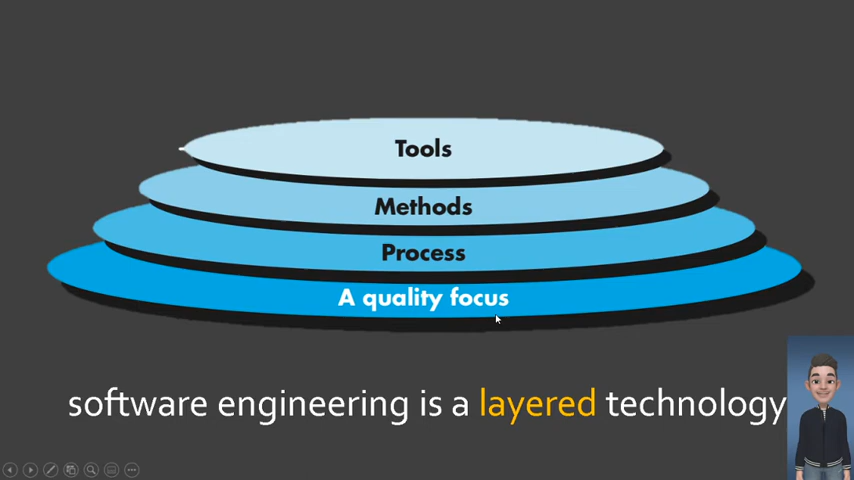 Tools
Methods
Process
A quality focus
software engineering is a layered technology